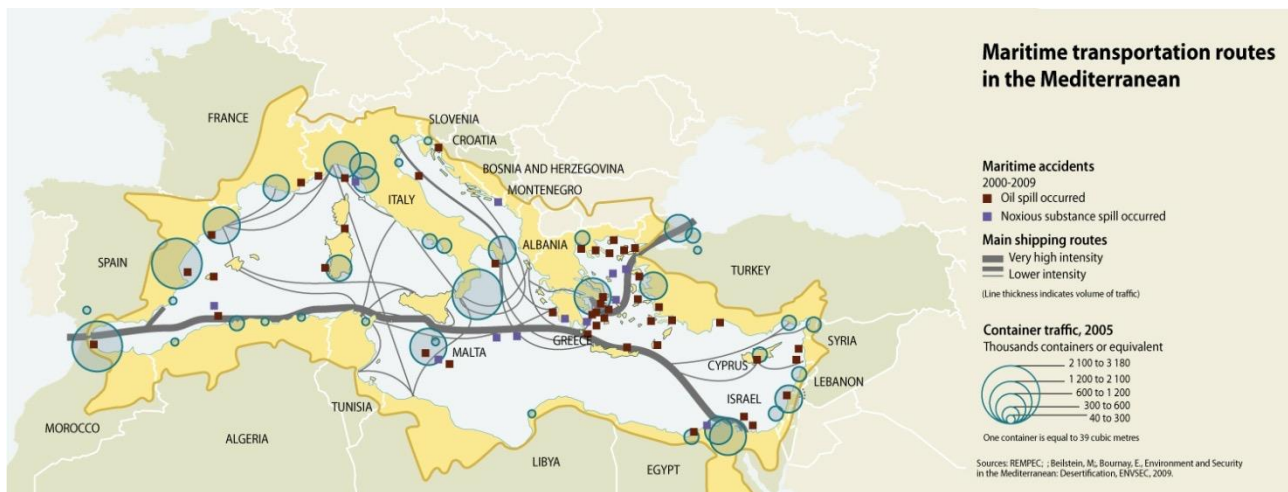 Maritime transportation routes
in the Mediterranean
Maritime accidents
2000-2009
Oil spill occurred
Noxious substance spill occurred
Main shipping routes
Very high intensity
Lower intensity
(Line thickness indicates volume of traffic)
Container traffic, 2005
Thousands containers or equivalent
2 100 to 3 180
1 200 to 2 100
600 to 1 200
300 to 600
40 to 300
One container is equal to 39 cubic metres
Sources: REMPEC; ; Beilstein, M;, Bournay, E., Environment and Security
in the Mediterranean: Desertification, ENVSEC, 2009.
FRANCE
SLOVENIA
CROATIA
BOSNIA AND HERZEGOVINA
MONTENEGRO
ITALY
ALBANIA
SPAIN
TURKEY
GREECE
MALTA
CYPRUS
SYRIA
LEBANON
ISRAEL
TUNISIA
MOROCCO
ALGERIA
LIBYA
EGYPT